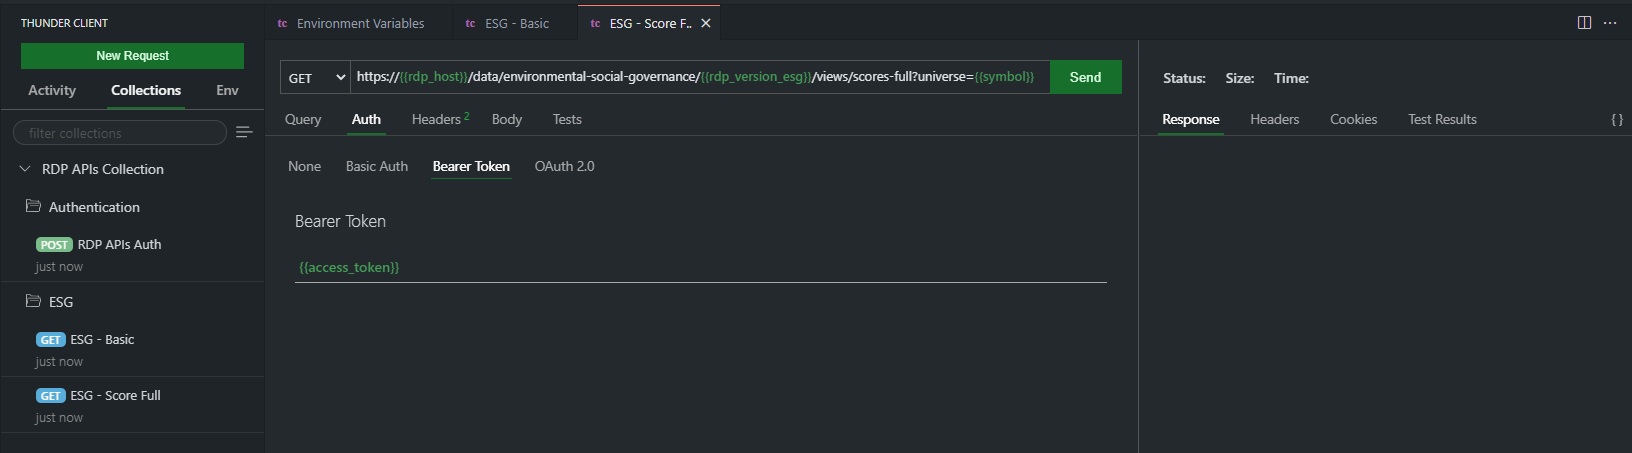 THUNDER CLIENT
New Request
Activity Collections Env
filter collections
RDP APIs Collection
Authentication
POST RDP APIs Auth
just now
ESG
GET ESG - Basic
just now
GET ESG - Score Full
just now
tc Environment Variables tc ESG - Basic tc ESG - Score F..
GET https://{{rdp_host}}/data/environmental-social-governance/{{rdp_version_esg}}/views/scores-full?universe={{symbol}} Send
Query Auth Headers 2 Body Tests
None Basic Auth Bearer Token OAuth 2.0
Bearer Token
{{access_token}}
Status: Size: Time:
Response Headers Cookies Test Results { }